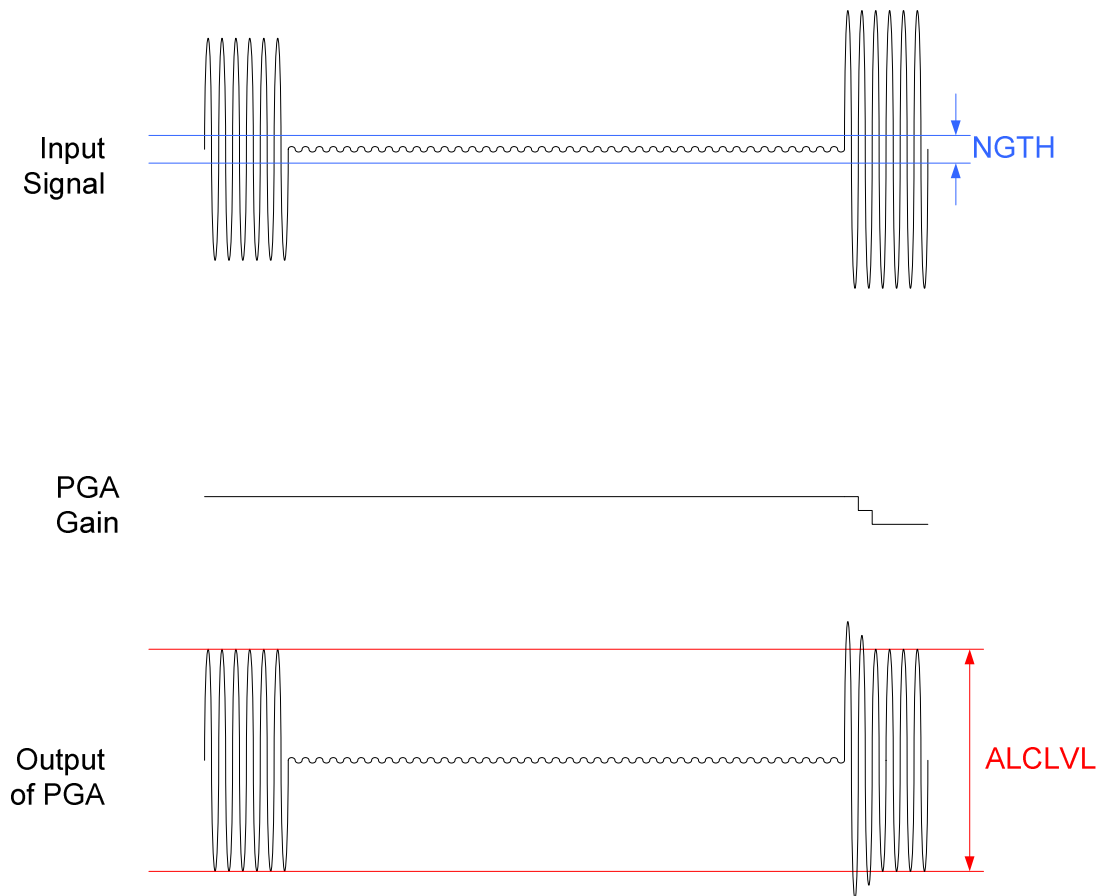 Input
Signal
NGTH
PGA
Gain
Output
of PGA
ALCLVL